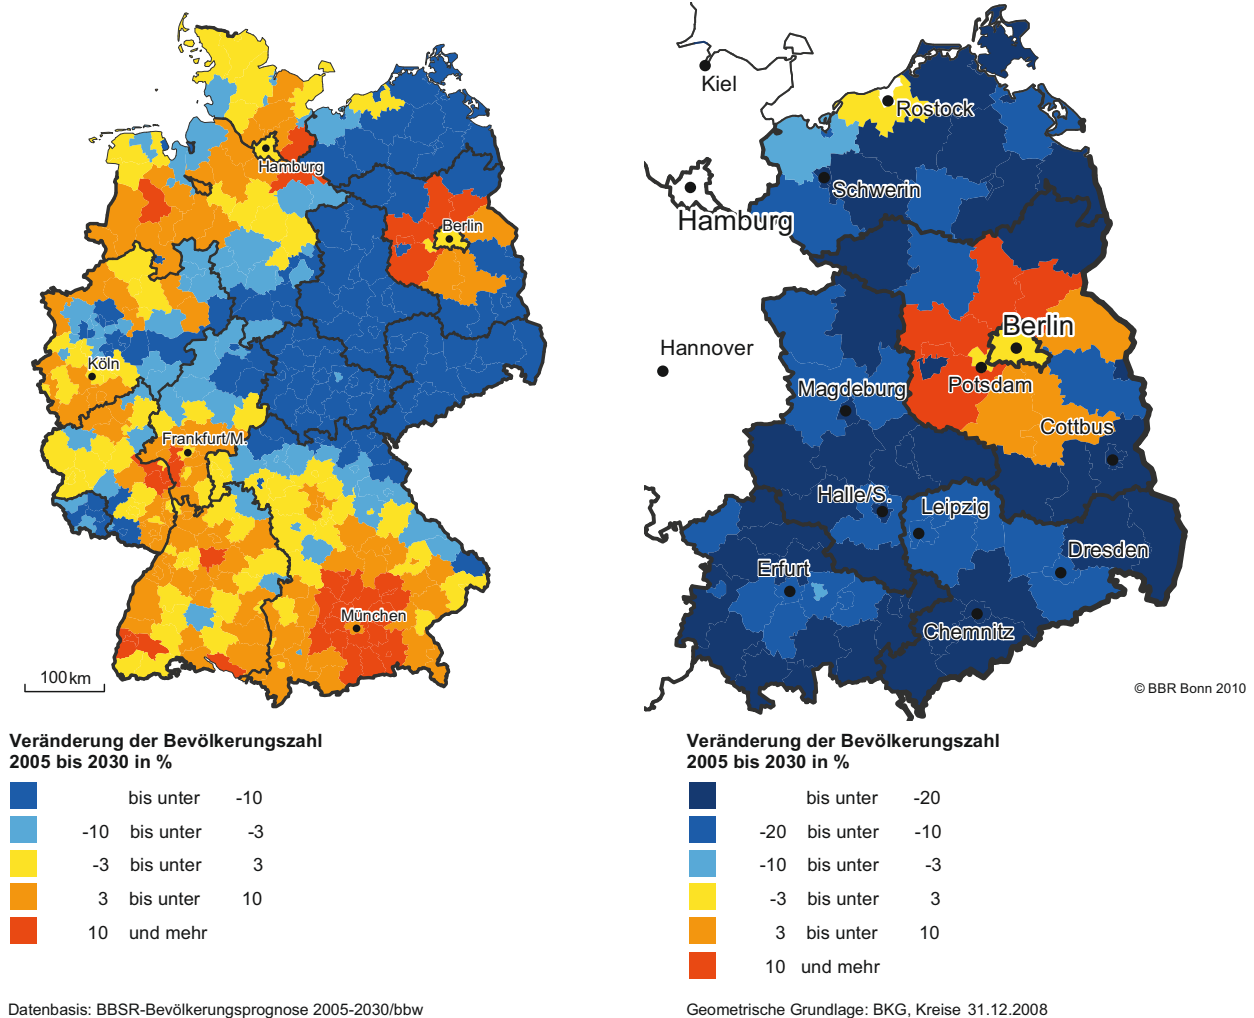 Hamburg
Berlin
Köln
Frankfurt/M.
München
100 km
Veränderung der Bevölkerungszahl
2005 bis 2030 in %
bis unter -10
-10 bis unter -3
-3 bis unter 3
3 bis unter 10
10 und mehr
Datenbasis: BBSR-Bevölkerungsprognose 2005-2030/bbw
Kiel
Rostock
Schwerin
Hamburg
Berlin
Hannover
Potsdam
Magdeburg
Cottbus
Halle/S.
Leipzig
Dresden
Erfurt
Chemnitz
© BBR Bonn 2010
Veränderung der Bevölkerungszahl
2005 bis 2030 in %
bis unter -20
-20 bis unter -10
-10 bis unter -3
-3 bis unter 3
3 bis unter 10
10 und mehr
Geometrische Grundlage: BKG, Kreise 31.12.2008